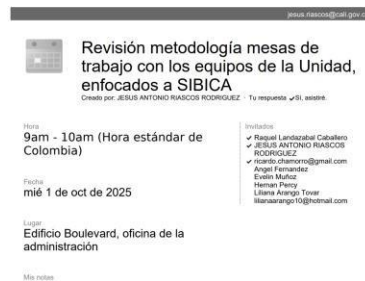 jesus.riascos@cali.gov.co
Revisión metodología mesas de
trabajo con los equipos de la Unidad,
enfocados a SIBICA
Creado por: JESUS ANTONIO RIASCOS RODRIGUEZ · Tu respuesta ✓Sí, asistiré.
Hora
9am - 10am (Hora estándar de
Colombia)
Fecha
mié 1 de oct de 2025
Lugar
Edificio Boulevard, oficina de la
administración
Mis notas
Invitados
✓ Raquel Landazabal Caballero
✓ JESUS ANTONIO RIASCOS
RODRIGUEZ
✓ ricardo.chamorro@gmail.com
Angel Fernandez
Evelin Muñoz
Hernan Percy
Liliana Arango Tovar
lilianaarango10@hotmail.com